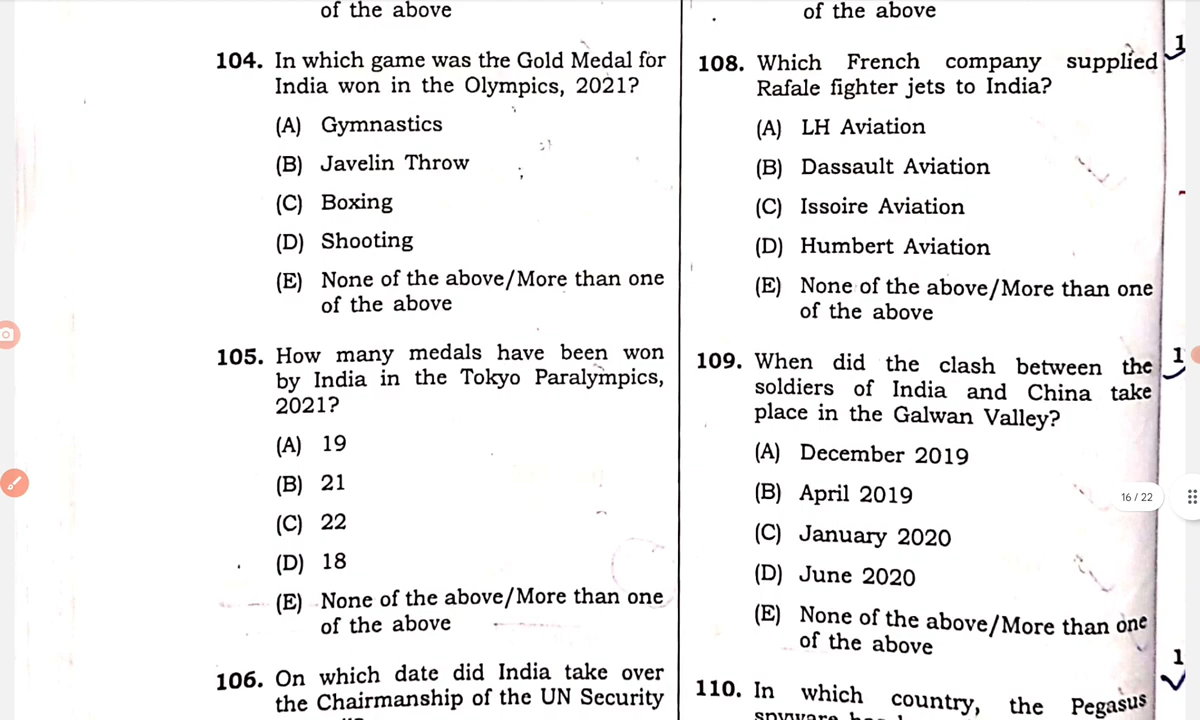 of the above
104. In which game was the Gold Medal for
India won in the Olympics, 2021?
(A) Gymnastics
(B) Javelin Throw
(C) Boxing
(D) Shooting
(E) None of the above/More than one
of the above
105. How many medals have been won
by India in the Tokyo Paralympics,
2021?
(A) 19
(B) 21
(C) 22
(D) 18
(E) None of the above/More than one
of the above
106. On which date did India take over
the Chairmanship of the UN Security
of the above
108. Which French company supplied
Rafale fighter jets to India?
(A) LH Aviation
(B) Dassault Aviation
(C) Issoire Aviation
(D) Humbert Aviation
(E) None of the above/More than one
of the above
109. When did the clash between the
soldiers of India and China take
place in the Galwan Valley?
(A) December 2019
(B) April 2019
(C) January 2020
(D) June 2020
(E) None of the above/More than one
of the above
110. In which country, the Pegasus
1
1
1
16 / 22